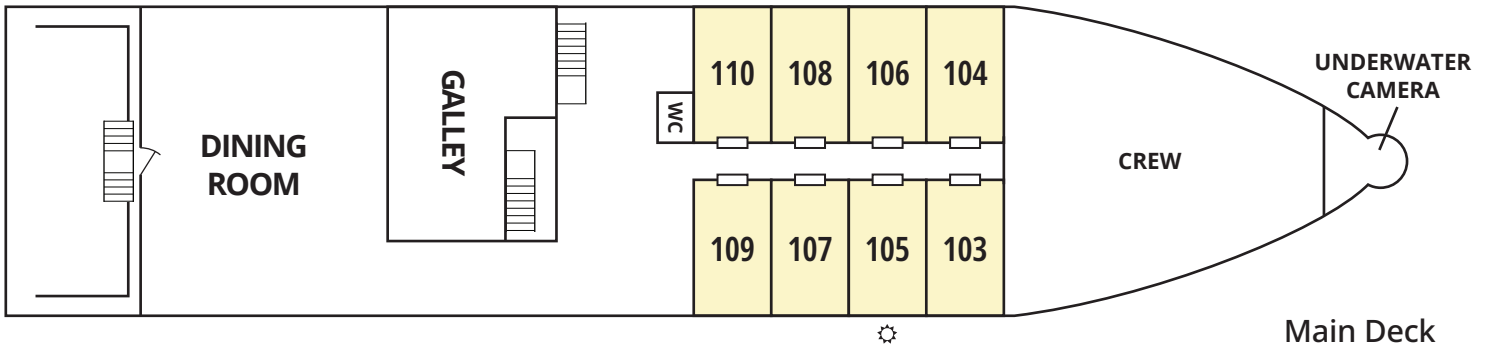 DINING
ROOM
GALLEY
WC
110
108
106
104
109
107
105
103
CREW
UNDERWATER
CAMERA
Main Deck